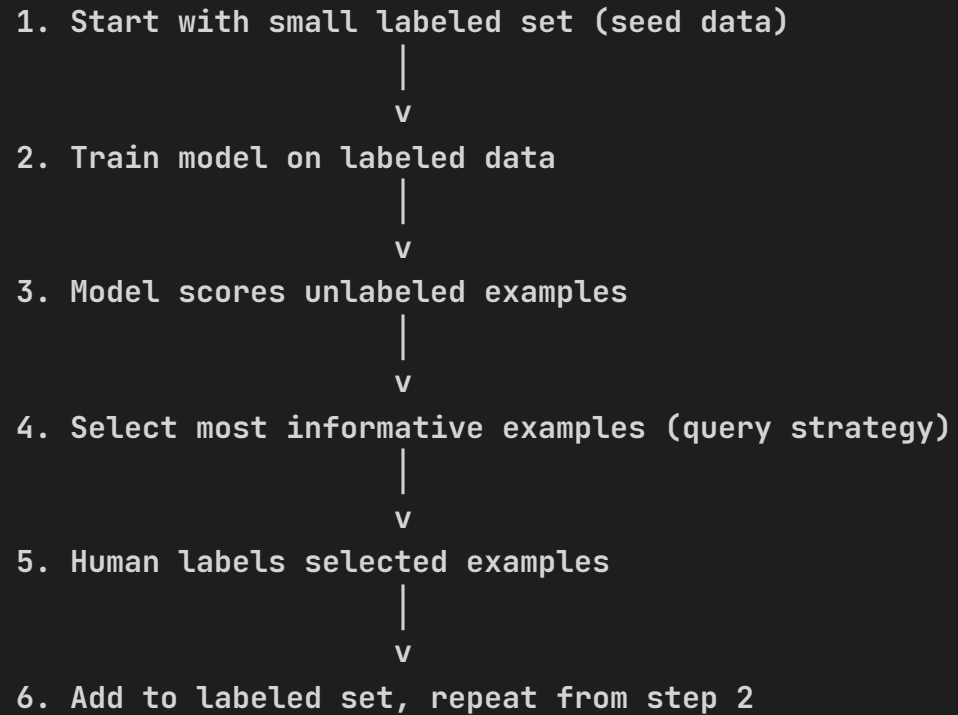 1. Start with small labeled set (seed data)
│
v
2. Train model on labeled data
│
v
3. Model scores unlabeled examples
│
v
4. Select most informative examples (query strategy)
│
v
5. Human labels selected examples
│
v
6. Add to labeled set, repeat from step 2